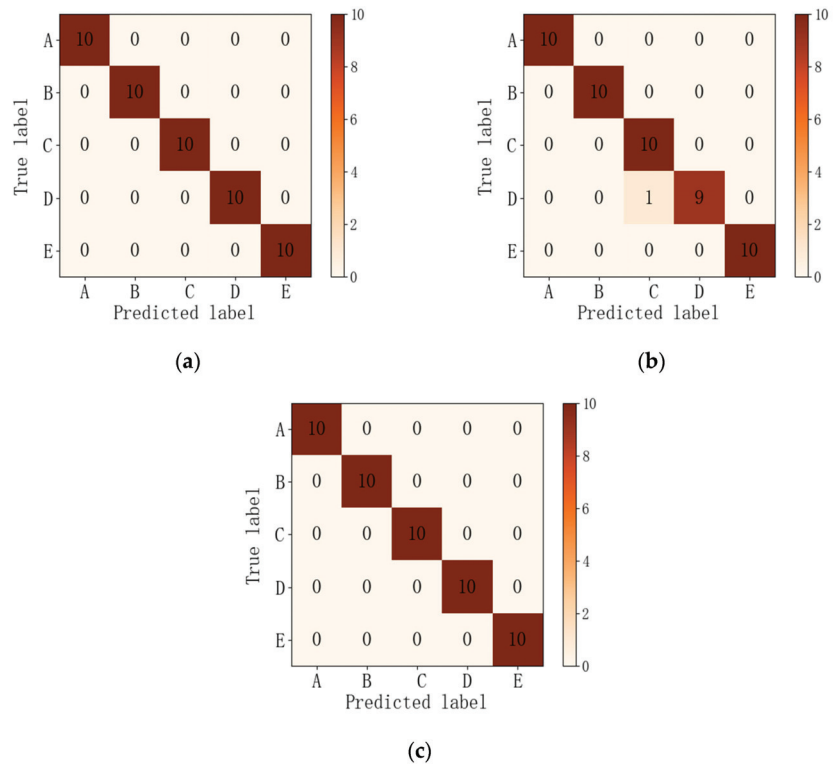 A 10 0 0 0 0
B 0 10 0 0 0
C 0 0 10 0 0
D 0 0 0 10 0
E 0 0 0 0 10
A B C D E
Predicted label
True label
10
8
6
4
2
0
(a)
A 10 0 0 0 0
B 0 10 0 0 0
C 0 0 10 0 0
D 0 0 1 9 0
E 0 0 0 0 10
A B C D E
Predicted label
True label
10
8
6
4
2
0
(b)
A 10 0 0 0 0
B 0 10 0 0 0
C 0 0 10 0 0
D 0 0 0 10 0
E 0 0 0 0 10
A B C D E
Predicted label
True label
10
8
6
4
2
0
(c)